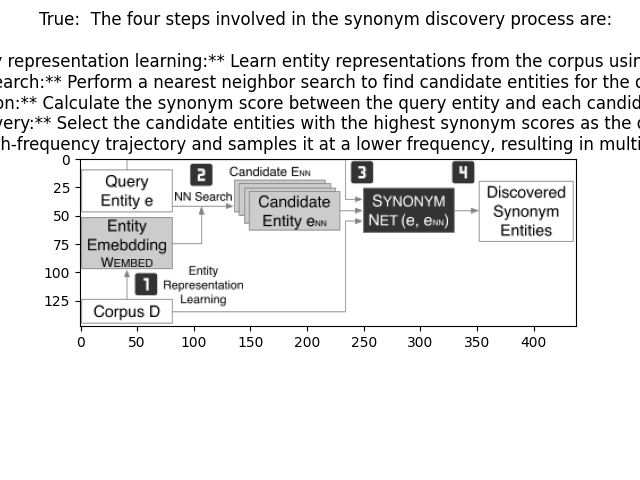 True:  The four steps involved in the synonym discovery process are:
representation learning:** Learn entity representations from the corpus
earch:** Perform a nearest neighbor search to find candidate entities for the
on:** Calculate the synonym score between the query entity and each
very:** Select the candidate entities with the highest synonym scores as the
h-frequency trajectory and samples it at a lower frequency, resulting in
0
25
50
75
100
125
Query
Entity e
2
NN Search
Candidate ENN
Candidate
Entity eNN
3
SYNONYM
NET (e, eNN)
4
Discovered
Synonym
Entities
Entity
Emebdding
WEMBED
1
Entity
Representation
Learning
Corpus D
0 50 100 150 200 250 300 350 400